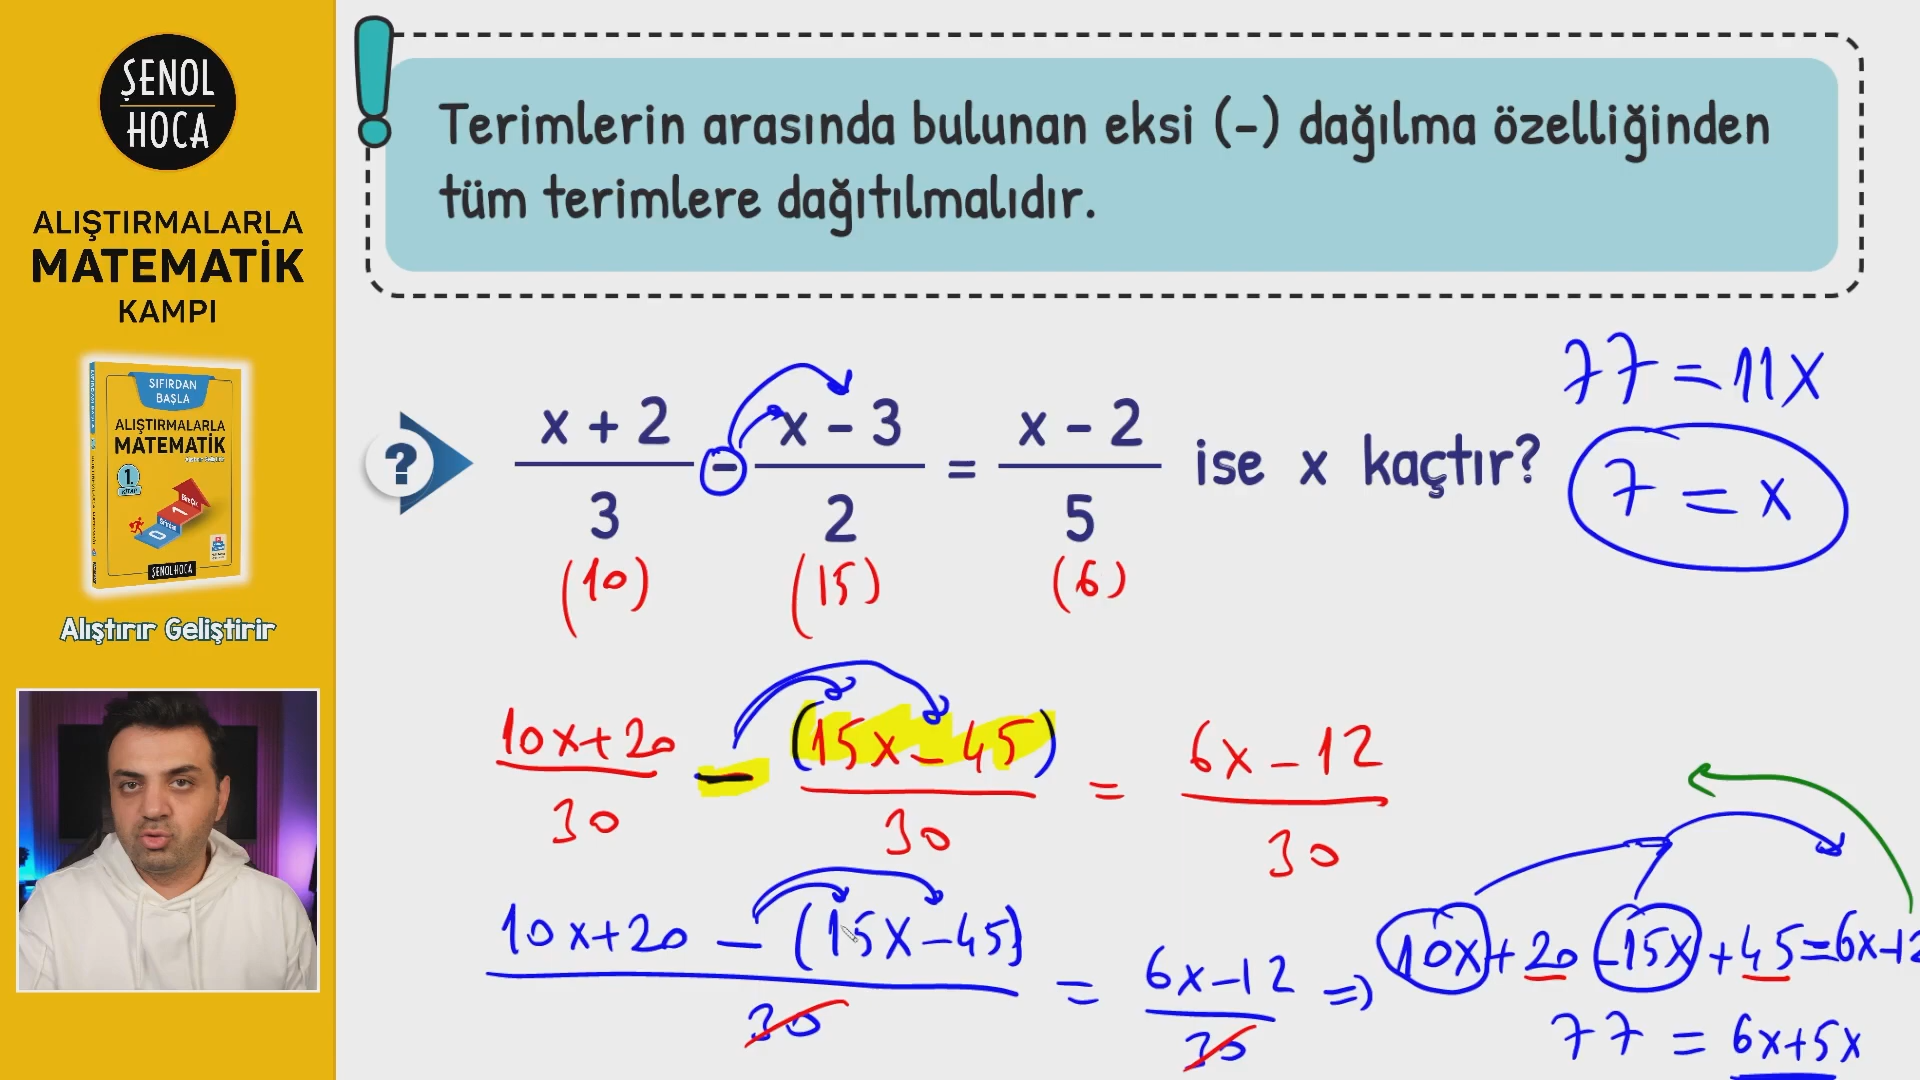 ŞENOL
HOCA
ALIŞTIRMALARLA
MATEMATİK
KAMPI
SIFIRDAN
BAŞLA
ALIŞTIRMALARLA
MATEMATİK
1.
ŞENOL HOCA
Alıştırır Geliştirir
Terimlerin arasında bulunan eksi (-) dağılma özelliğinden
tüm terimlere dağıtılmalıdır.
?
x + 2 / 3 - x - 3 / 2 = x - 2 / 5 ise x kaçtır?
(10) (15) (6)
77 = 11x
7 = x
10x+20 / 30 - (15x-45) / 30 = 6x-12 / 30
10x+20 - (15x-45) / 30 = 6x-12 / 30 => 10x+20-15x+45=6x-12
77 = 6x+5x